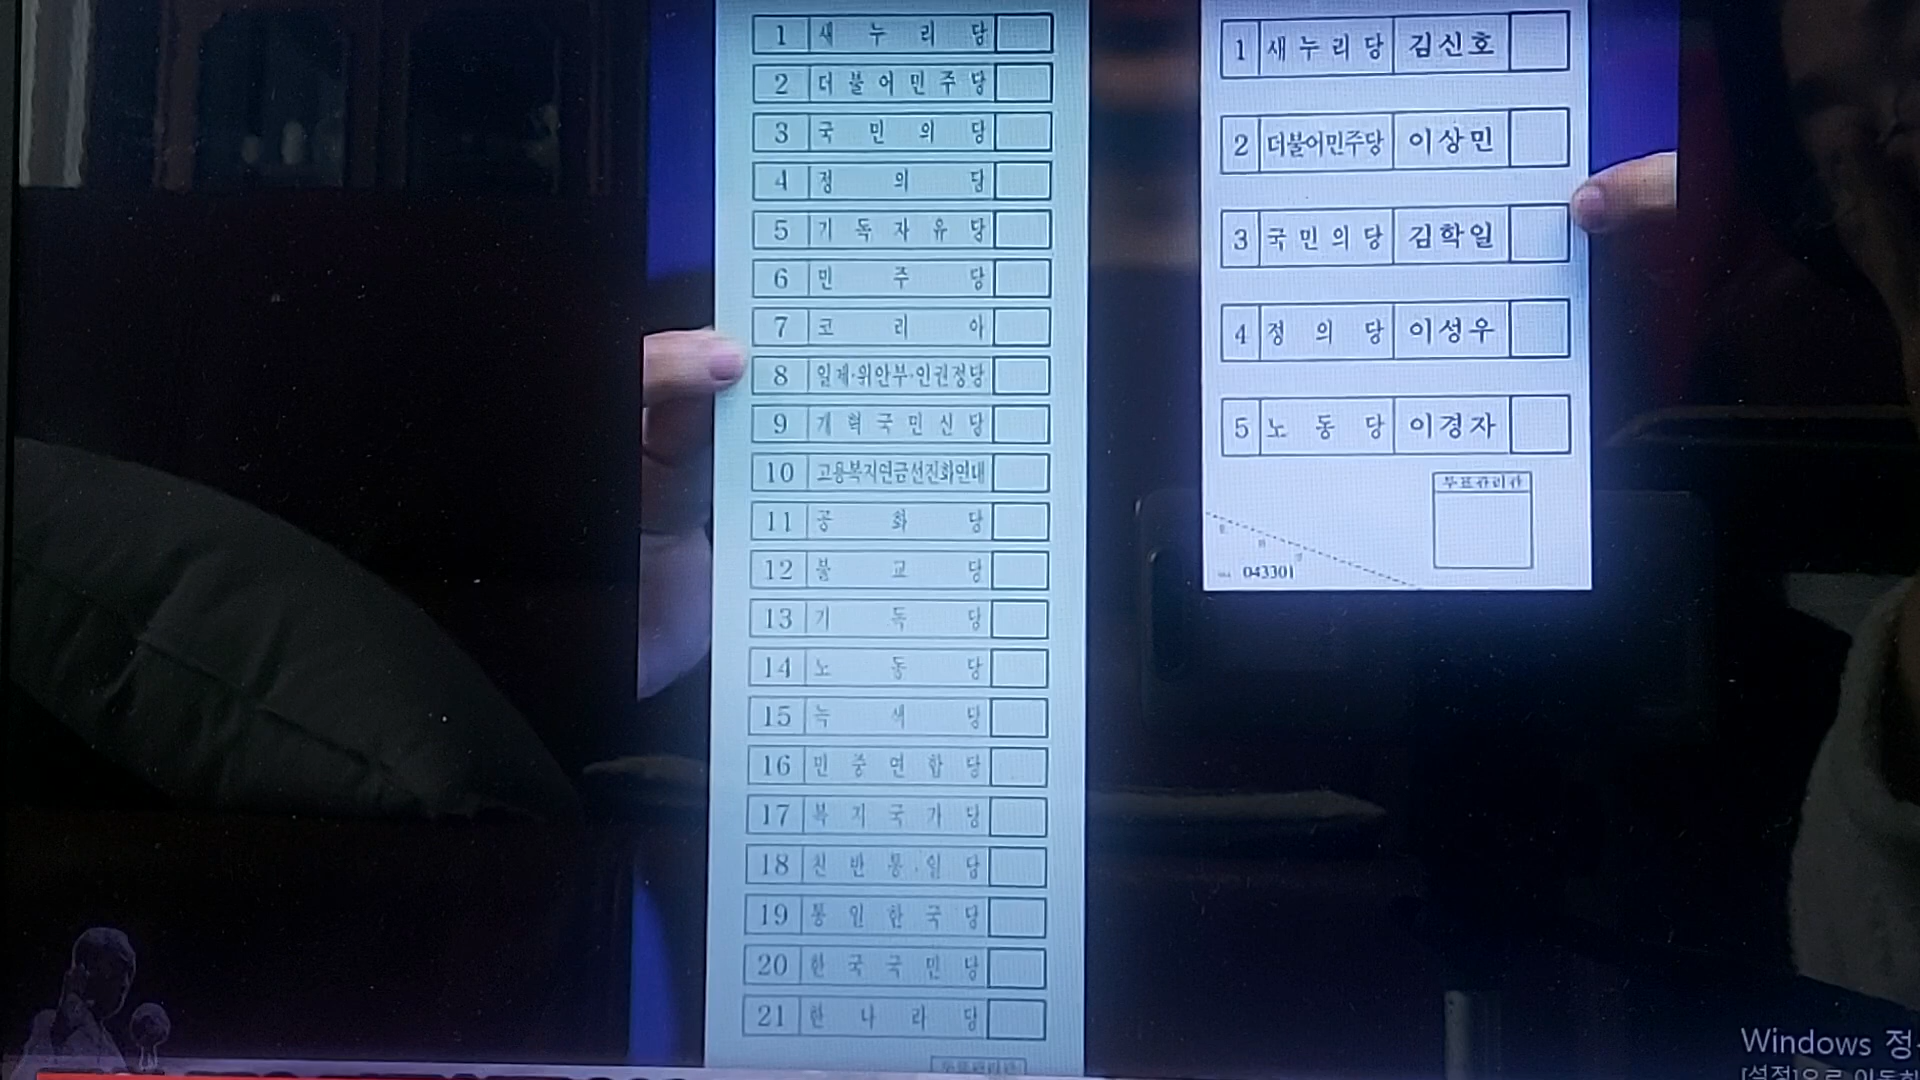 1 새누리당
2 더불어민주당
3 국민의당
4 정의당
5 기독자유당
6 민주당
7 코리아
8 일제·위안부·인권정당
9 개혁국민신당
10 고용복지연금선진화연대
11 공화당
12 불교당
13 기독당
14 노동당
15 녹색당
16 민중연합당
17 복지국가당
18 친반통일당
19 통일한국당
20 한국국민당
21 한나라당
투표관리관
1 새누리당 김신호
2 더불어민주당 이상민
3 국민의당 김학일
4 정의당 이성우
5 노동당 이경자
투표관리관
043301
Windows 정